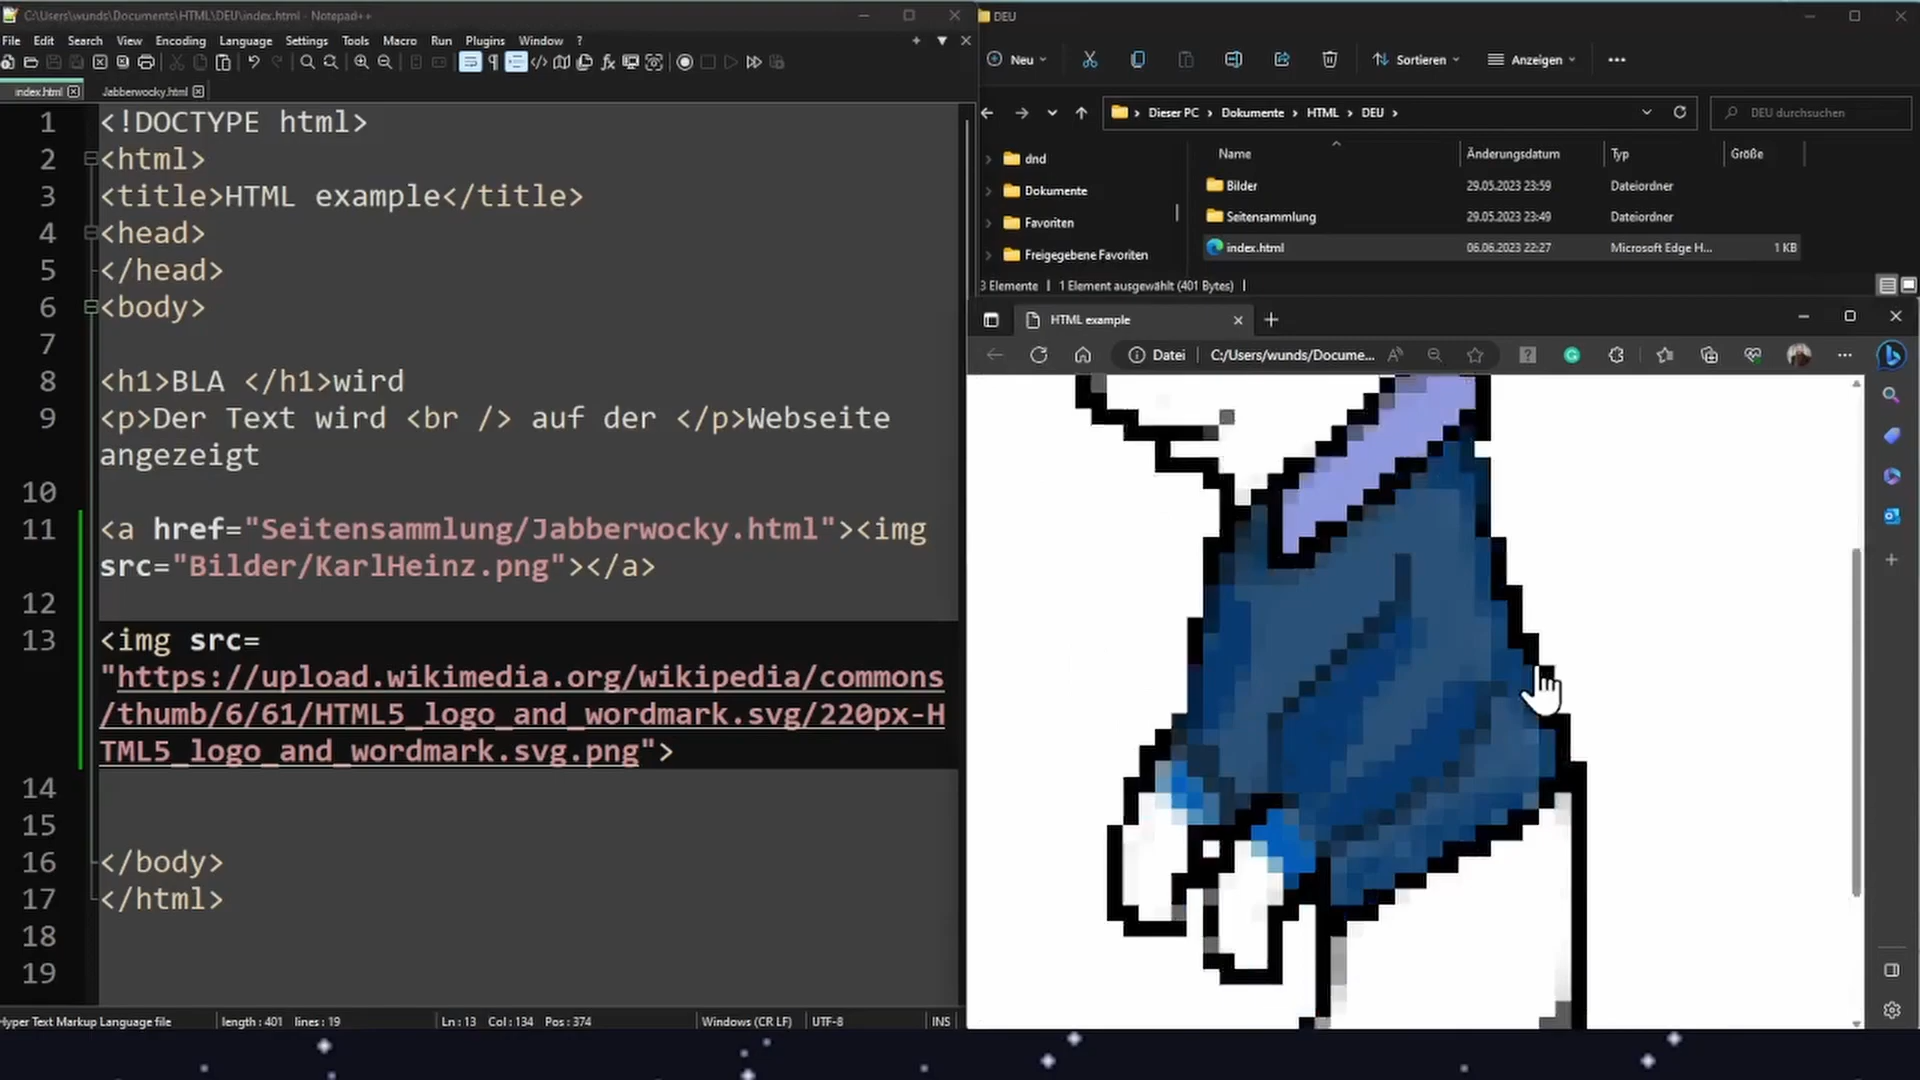 C:\Users\wunds\Documents\HTML\DEU\index.html - Notepad++
File Edit Search View Encoding Language Settings Tools Macro Run Plugins Window ?
index.html Jabberwocky.html
1 <!DOCTYPE html>
2 <html>
3 <title>HTML example</title>
4 <head>
5 </head>
6 <body>
7
8 <h1>BLA </h1>wird
9 <p>Der Text wird <br /> auf der </p>Webseite
angezeigt
10
11 <a href="Seitensammlung/Jabberwocky.html"><img
src="Bilder/KarlHeinz.png"></a>
12
13 <img src=
"https://upload.wikimedia.org/wikipedia/commons
/thumb/6/61/HTML5_logo_and_wordmark.svg/220px-H
TML5_logo_and_wordmark.svg.png">
14
15
16 </body>
17 </html>
18
19
Hyper Text Markup Language file length : 401 lines : 19 Ln : 13 Col : 134 Pos : 374 Windows (CR LF) UTF-8 INS
DEU
Neu Sortieren Anzeigen
Dieser PC > Dokumente > HTML > DEU > DEU durchsuchen
Name Änderungsdatum Typ Größe
dnd
Dokumente
Favoriten
Freigegebene Favoriten
Bilder 29.05.2023 23:59 Dateiordner
Seitensammlung 29.05.2023 23:49 Dateiordner
index.html 06.06.2023 22:27 Microsoft Edge H... 1 KB
3 Elemente 1 Element ausgewählt (401 Bytes)
HTML example
Datei C:/Users/wunds/Docume...